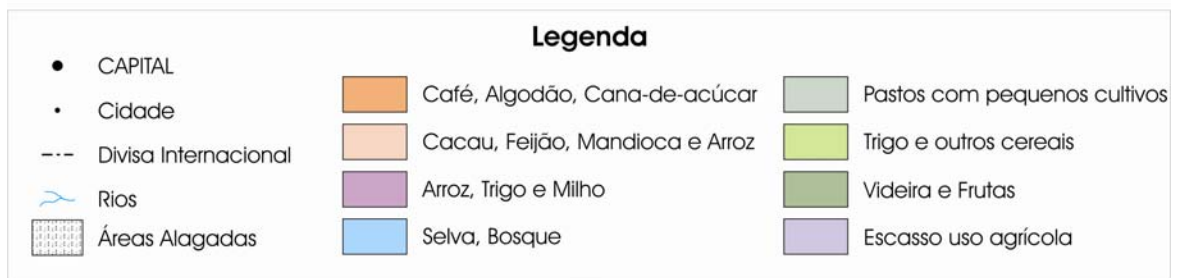 Legenda
CAPITAL
Cidade
Divisa Internacional
Rios
Áreas Alagadas
Café, Algodão, Cana-de-acúcar
Cacau, Feijão, Mandioca e Arroz
Arroz, Trigo e Milho
Selva, Bosque
Pastos com pequenos cultivos
Trigo e outros cereais
Videira e Frutas
Escasso uso agrícola